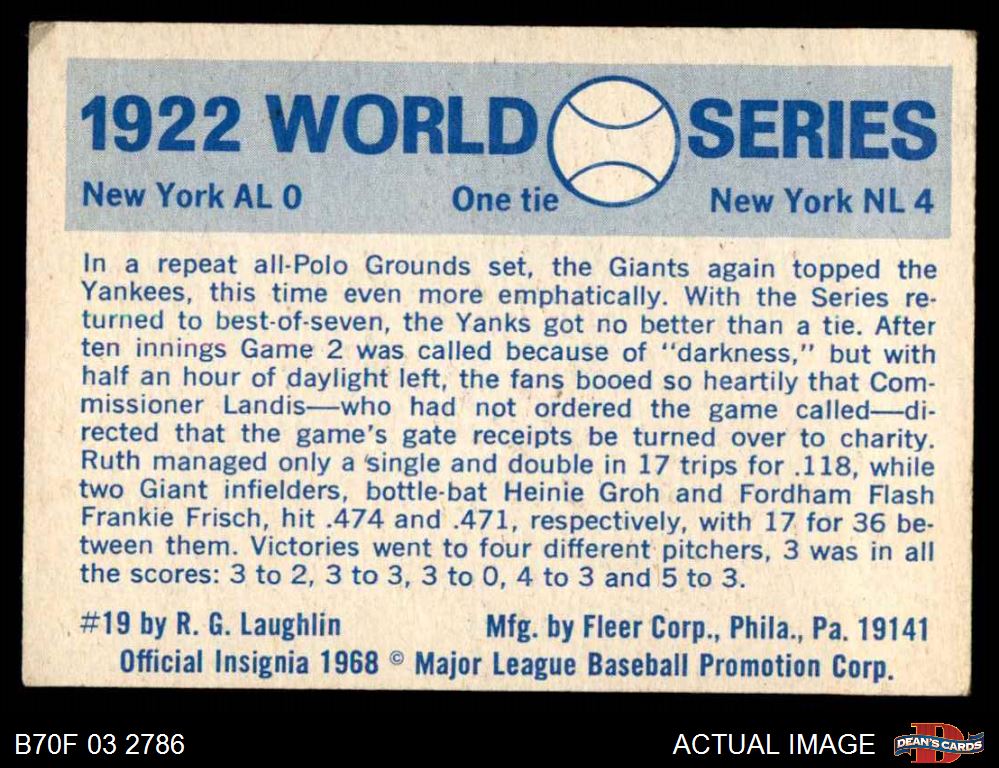 1922 WORLD SERIES
New York AL 0 One tie New York NL 4
In a repeat all-Polo Grounds set, the Giants again topped the
Yankees, this time even more emphatically. With the Series re-
turned to best-of-seven, the Yanks got no better than a tie. After
ten innings Game 2 was called because of "darkness," but with
half an hour of daylight left, the fans booed so heartily that Com-
missioner Landis—who had not ordered the game called—di-
rected that the game's gate receipts be turned over to charity.
Ruth managed only a single and double in 17 trips for .118, while
two Giant infielders, bottle-bat Heinie Groh and Fordham Flash
Frankie Frisch, hit .474 and .471, respectively, with 17 for 36 be-
tween them. Victories went to four different pitchers, 3 was in all
the scores: 3 to 2, 3 to 3, 3 to 0, 4 to 3 and 5 to 3.
#19 by R. G. Laughlin Mfg. by Fleer Corp., Phila., Pa. 19141
Official Insignia 1968 © Major League Baseball Promotion Corp.
B70F 03 2786 ACTUAL IMAGE DEAN'S CARDS